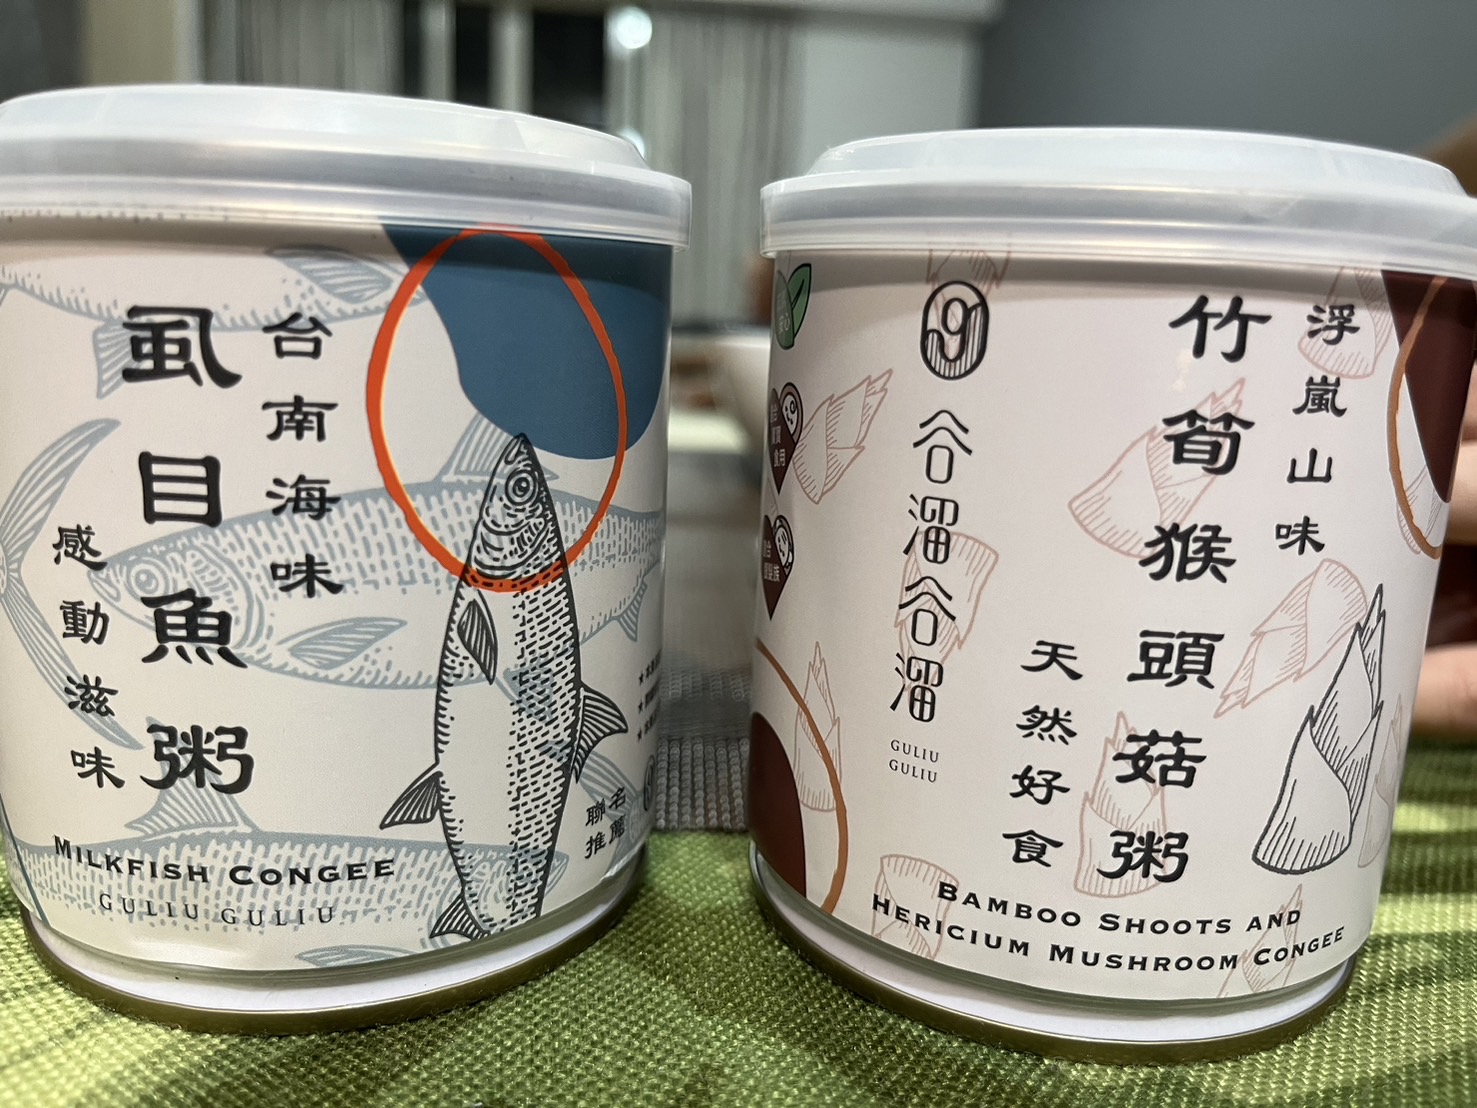 台南海味
虱目魚粥
感動滋味
MILKFISH CONGEE
GULIU GULIU
聯名
推薦
浮嵐山味
竹筍猴頭菇粥
天然好食
谷溜谷溜
GULIU
GULIU
BAMBOO SHOOTS AND
HERICIUM MUSHROOM CONGEE